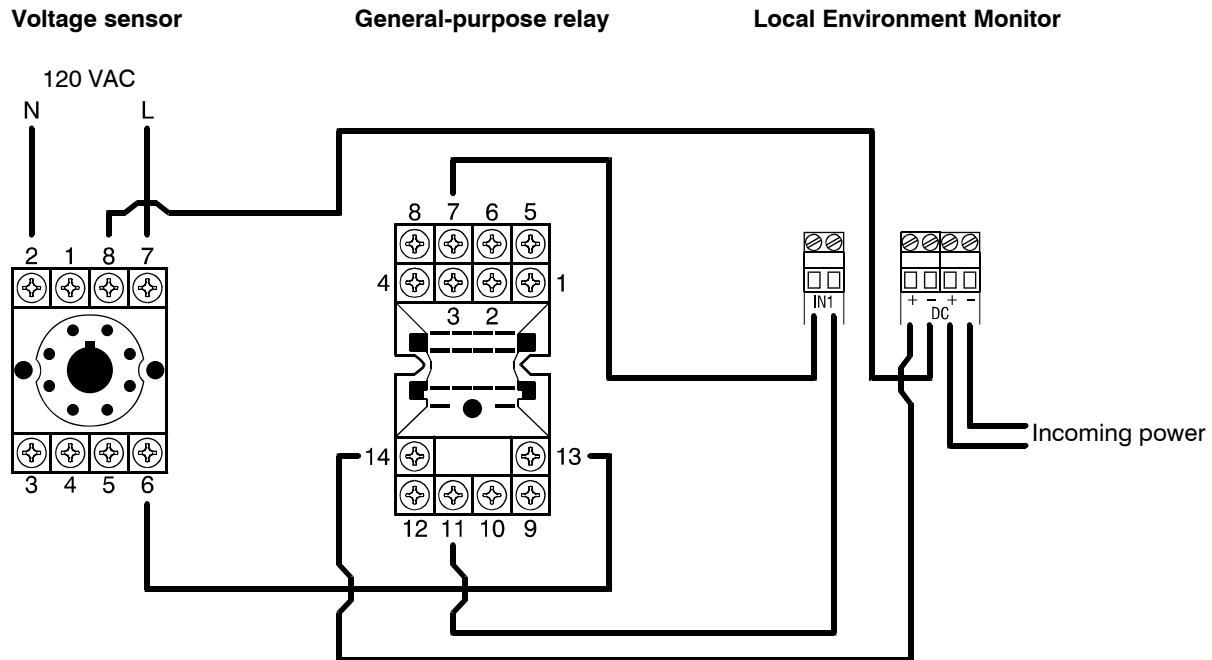 Voltage sensor
General-purpose relay
Local Environment Monitor
120 VAC
N L
2 1 8 7
3 4 5 6
8 7 6 5
4 1
3 2
14 13
12 11 10 9
IN1
+ − + −
DC
Incoming power